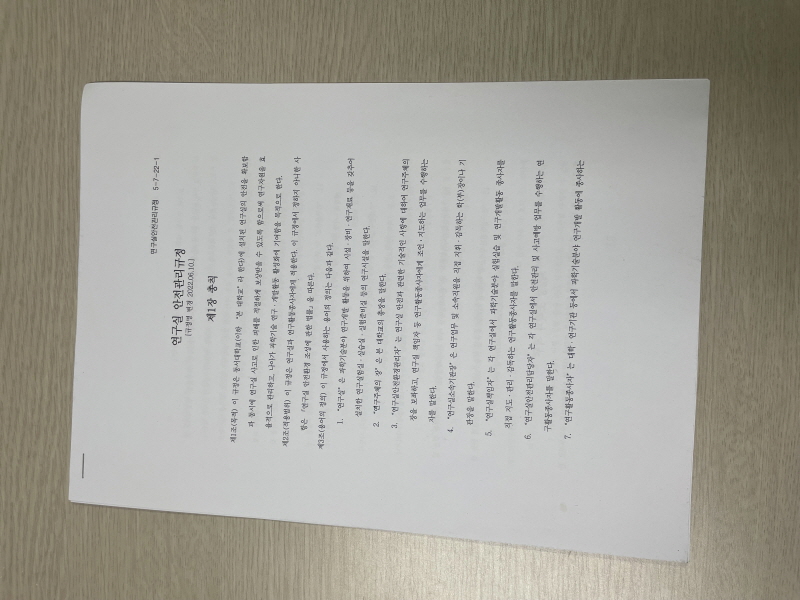 연구실안전관리규정 5-7-22-1
연구실 안전관리규정
[규정명 변경 2022.06.10.]
제1장 총칙
제1조(목적) 이 규정은 동서대학교(이하 "본 대학교"라 한다)에 설치된 연구실의 안전을 확보함
과 동시에 연구실 사고로 인한 피해를 적절하게 보상받을 수 있도록 함으로써 연구자원을 효
율적으로 관리하고, 나아가 과학기술 연구·개발활동 활성화에 기여함을 목적으로 한다.
제2조(적용범위) 이 규정은 연구실과 연구활동종사자에게 적용한다. 이 규정에서 정하지 아니한 사
항은 「연구실 안전환경 조성에 관한 법률」을 따른다.
제3조(용어의 정의) 이 규정에서 사용하는 용어의 정의는 다음과 같다.
1. "연구실"은 과학기술분야 연구개발 활동을 위하여 시설·장비·연구재료 등을 갖추어
설치한 연구실험실·실습실·실험준비실 등의 연구시설을 말한다.
2. "연구주체의 장"은 본 대학교의 총장을 말한다.
3. "연구실안전환경관리자"는 연구실 안전과 관련한 기술적인 사항에 대하여 연구주체의
장을 보좌하고, 연구실 책임자 등 연구활동종사자에게 조언·지도하는 업무를 수행하는
자를 말한다.
4. "연구실소속기관장"은 연구업무 및 소속직원을 직접 지휘·감독하는 학(부)장이나 기
관장을 말한다.
5. "연구실책임자"는 각 연구실에서 과학기술분야 실험실습 및 연구개발활동 종사자를
직접 지도·관리·감독하는 연구활동종사자를 말한다.
6. "연구실안전관리담당자"는 각 연구실에서 안전관리 및 사고예방 업무를 수행하는 연
구활동종사자를 말한다.
7. "연구활동종사자"는 대학·연구기관 등에서 과학기술분야 연구개발 활동에 종사하는